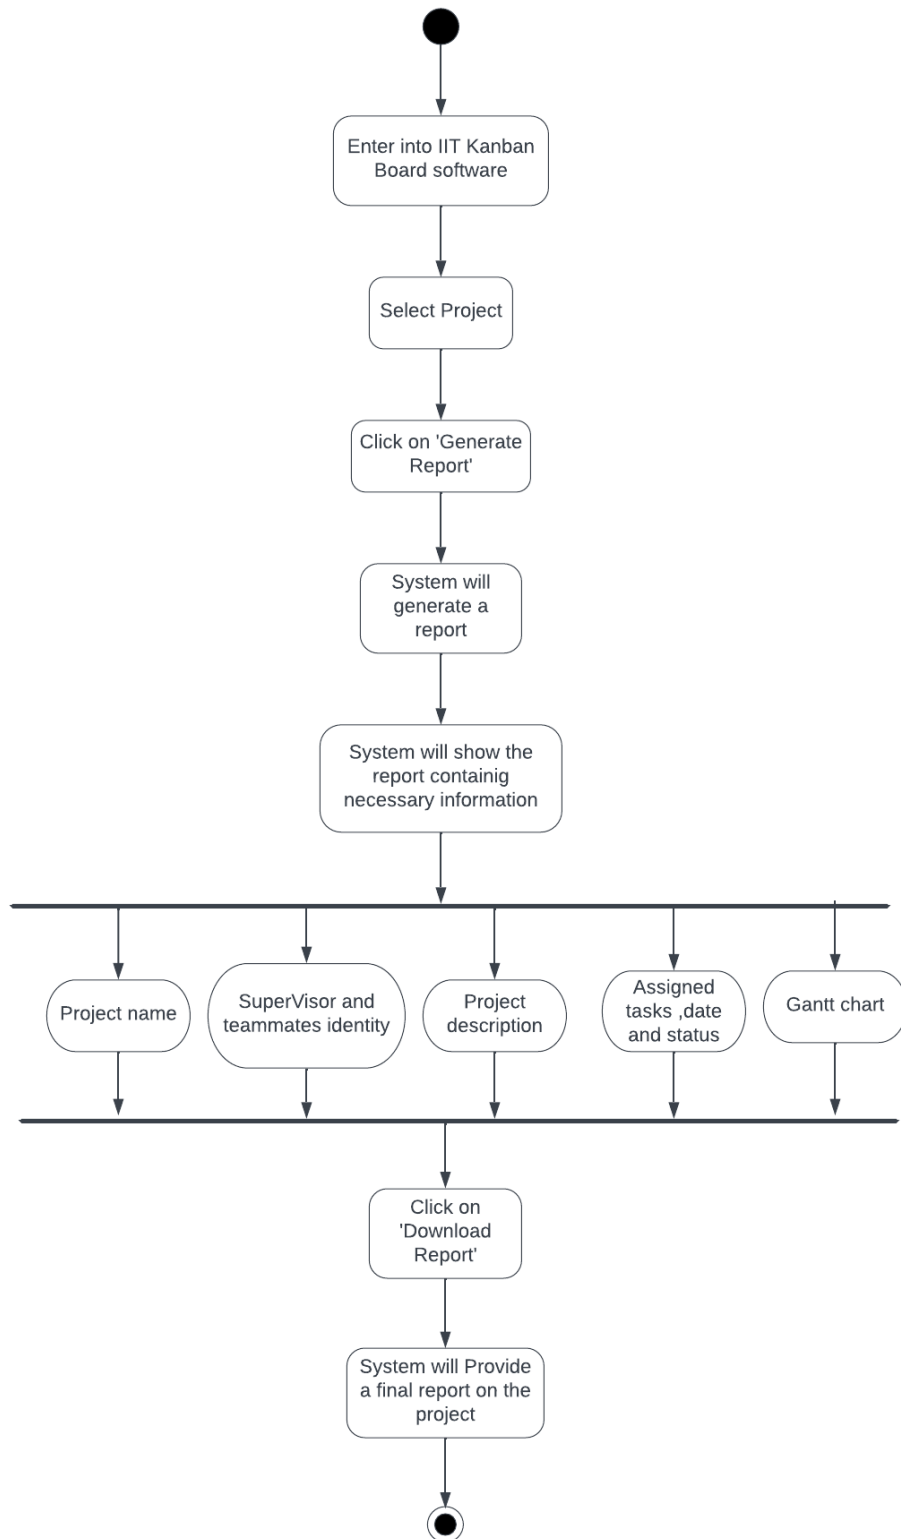 Enter into IIT Kanban
Board software
Select Project
Click on 'Generate
Report'
System will
generate a
report
System will show the
report containig
necessary information
Project name
SuperVisor and
teammates identity
Project
description
Assigned
tasks ,date
and status
Gantt chart
Click on
'Download
Report'
System will Provide
a final report on the
project